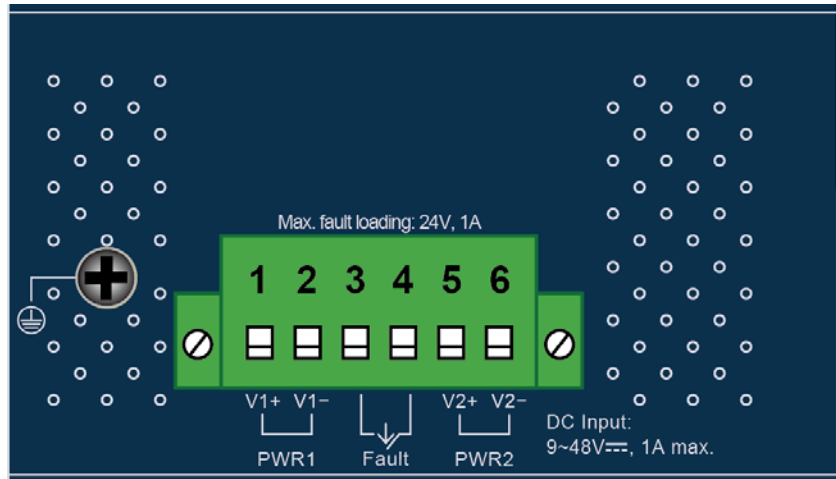 Max. fault loading: 24V, 1A
1 2 3 4 5 6
V1+ V1− V2+ V2−
PWR1 Fault PWR2
DC Input:
9~48V⎓, 1A max.